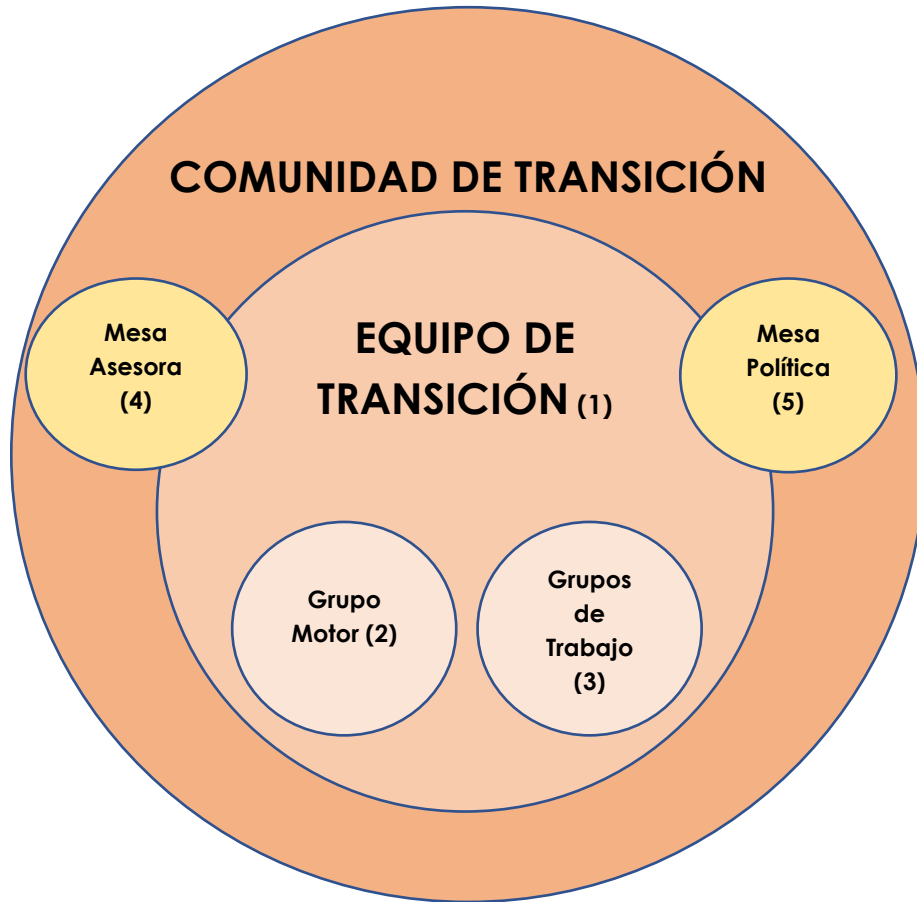 COMUNIDAD DE TRANSICIÓN
Mesa
Asesora
(4)
EQUIPO DE
TRANSICIÓN (1)
Mesa
Política
(5)
Grupo
Motor (2)
Grupos
de
Trabajo
(3)